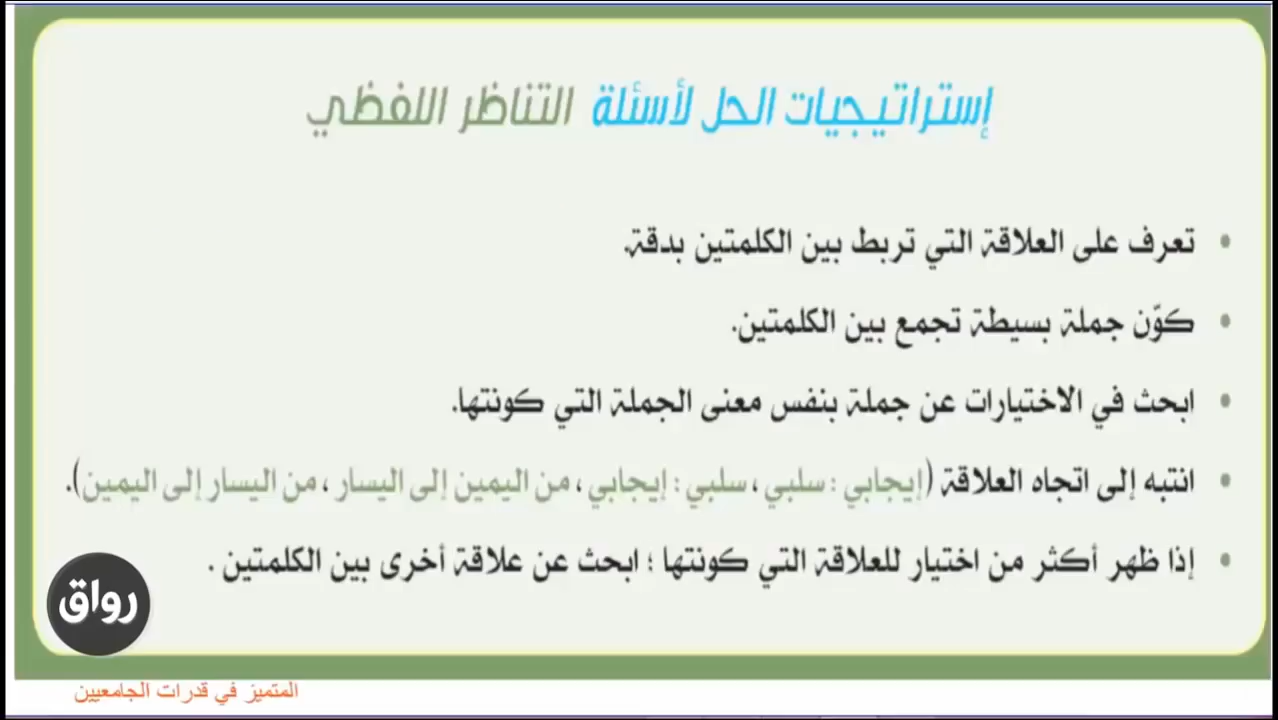 إستراتيجيات الحل لأسئلة التناظر اللفظي
• تعرف على العلاقة التي تربط بين الكلمتين بدقة.
• كوّن جملة بسيطة تجمع بين الكلمتين.
• ابحث في الاختيارات عن جملة بنفس معنى الجملة التي كونتها.
• انتبه إلى اتجاه العلاقة (إيجابي : سلبي ، سلبي : إيجابي ، من اليمين إلى اليسار ، من اليسار إلى اليمين).
• إذا ظهر أكثر من اختيار للعلاقة التي كونتها ؛ ابحث عن علاقة أخرى بين الكلمتين .
رواق
المتميز في قدرات الجامعيين